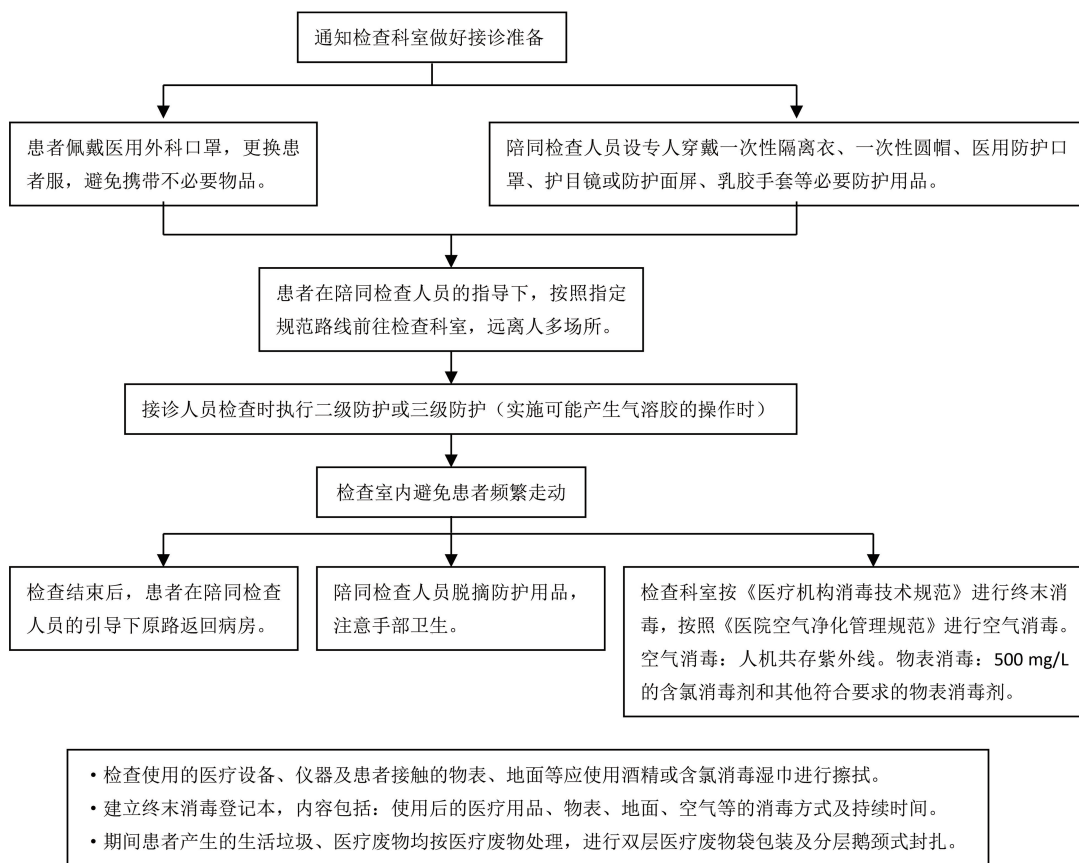 通知检查科室做好接诊准备
患者佩戴医用外科口罩，更换患
者服，避免携带不必要物品。
陪同检查人员设专人穿戴一次性隔离衣、一次性圆帽、医用防护口
罩、护目镜或防护面屏、乳胶手套等必要防护用品。
患者在陪同检查人员的指导下，按照指定
规范路线前往检查科室，远离人多场所。
接诊人员检查时执行二级防护或三级防护（实施可能产生气溶胶的操作时）
检查室内避免患者频繁走动
检查结束后，患者在陪同检查
人员的引导下原路返回病房。
陪同检查人员脱摘防护用品，
注意手部卫生。
检查科室按《医疗机构消毒技术规范》进行终末消
毒，按照《医院空气净化管理规范》进行空气消毒。
空气消毒：人机共存紫外线。物表消毒：500 mg/L
的含氯消毒剂和其他符合要求的物表消毒剂。
·检查使用的医疗设备、仪器及患者接触的物表、地面等应使用酒精或含氯消毒湿巾进行擦拭。
·建立终末消毒登记本，内容包括：使用后的医疗用品、物表、地面、空气等的消毒方式及持续时间。
·期间患者产生的生活垃圾、医疗废物均按医疗废物处理，进行双层医疗废物袋包装及分层鹅颈式封扎。